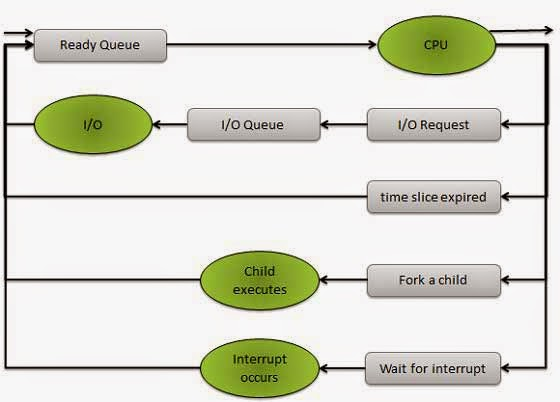 Ready Queue
CPU
I/O
I/O Queue
I/O Request
time slice expired
Child
executes
Fork a child
Interrupt
occurs
Wait for interrupt